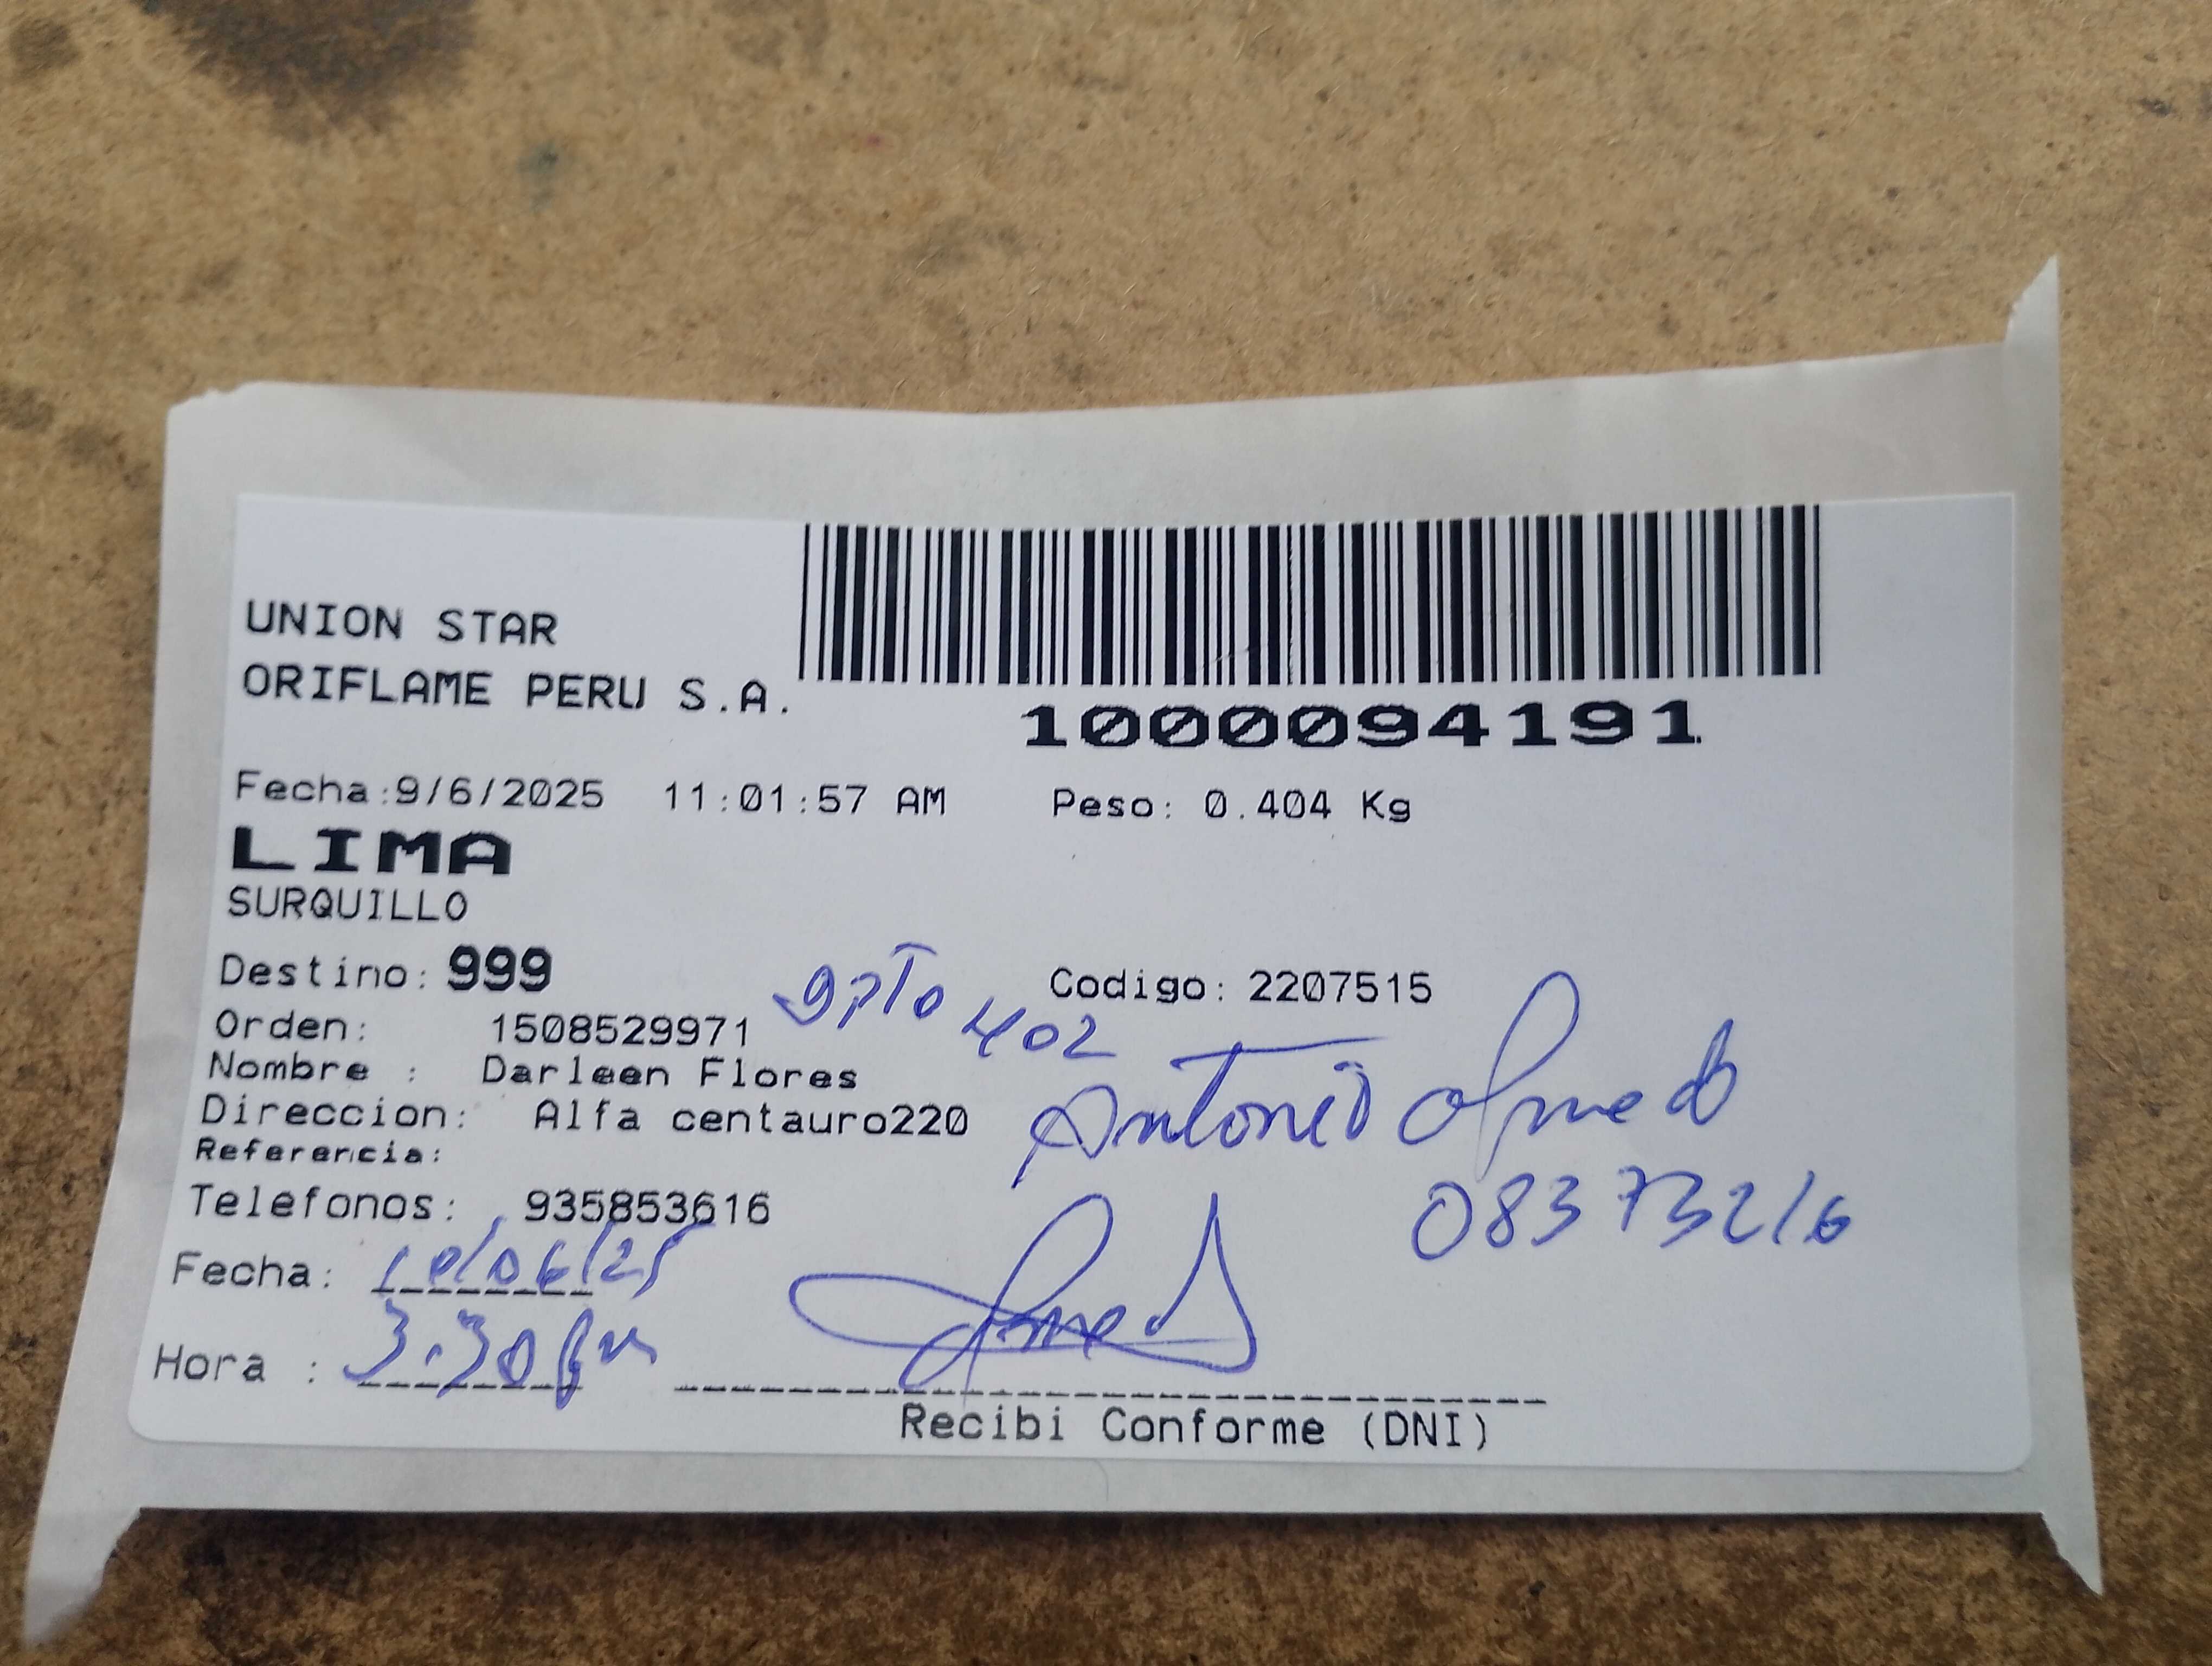 UNION STAR
ORIFLAME PERU S.A.
1000094191
Fecha:9/6/2025 11:01:57 AM Peso: 0.404 Kg
LIMA
SURQUILLO
Destino: 999 Codigo: 2207515
dpto 402
Orden: 1508529971
Nombre : Darleen Flores
Direccion: Alfa centauro220
Antonio Olmedo
Referencia:
Telefonos: 935853616
08373216
Fecha: 10/06/25
Hora : 3:30 pm
Recibi Conforme (DNI)